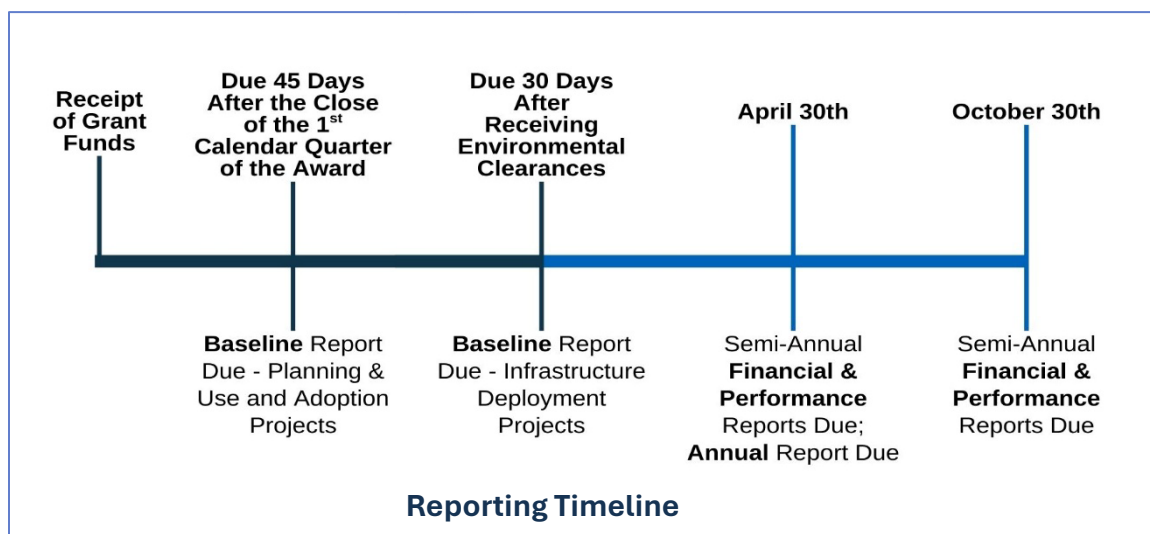 Receipt
of Grant
Funds
Due 45 Days
After the Close
of the 1st
Calendar Quarter
of the Award
Due 30 Days
After
Receiving
Environmental
Clearances
April 30th
October 30th
Baseline Report
Due - Planning &
Use and Adoption
Projects
Baseline Report
Due - Infrastructure
Deployment
Projects
Semi-Annual
Financial &
Performance
Reports Due;
Annual Report Due
Semi-Annual
Financial &
Performance
Reports Due
Reporting Timeline